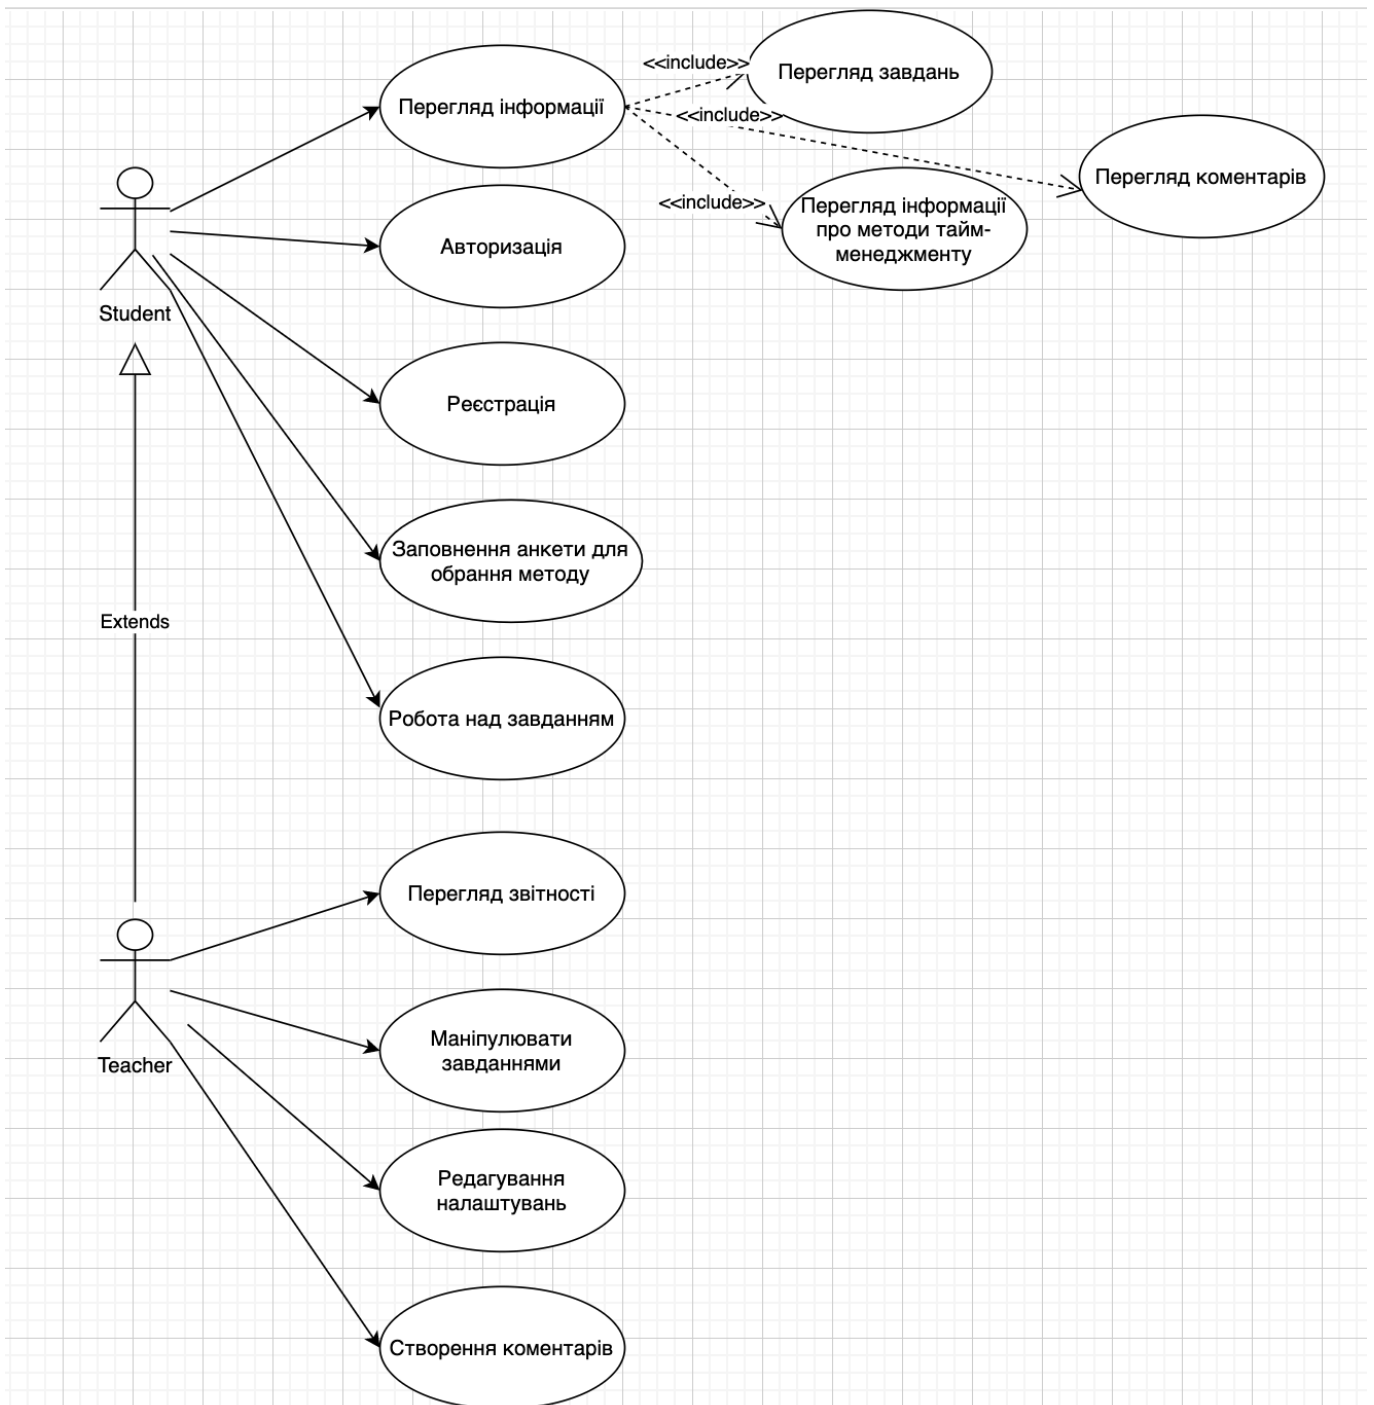 <<include>>
Перегляд завдань
Перегляд інформації
<<include>>
Перегляд коментарів
<<include>>
Перегляд інформації
про методи тайм-
менеджменту
Авторизація
Student
Реєстрація
Заповнення анкети для
обрання методу
Extends
Робота над завданням
Перегляд звітності
Маніпулювати
завданнями
Teacher
Редагування
налаштувань
Створення коментарів